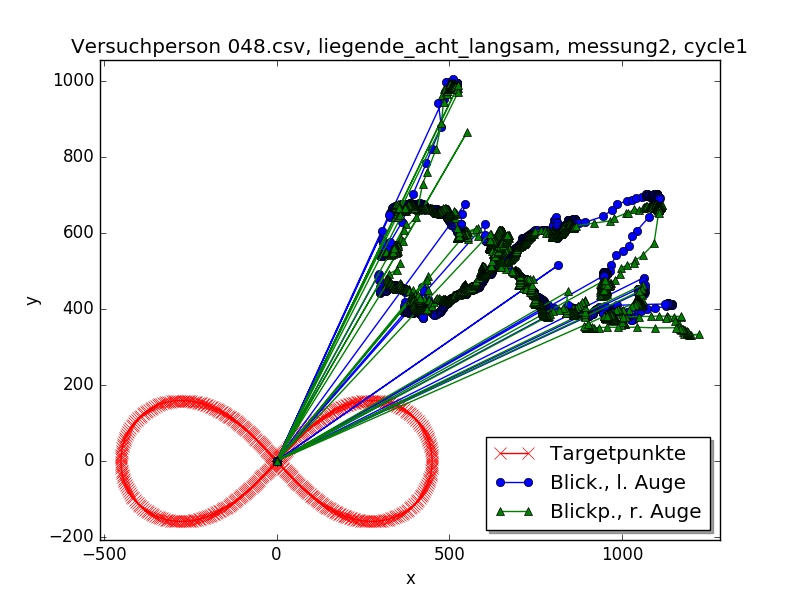 Versuchperson 048.csv, liegende_acht_langsam, messung2, cycle1
1000
800
600
400
200
0
−200
y
−500
0
500
1000
x
Targetpunkte
Blick., l. Auge
Blickp., r. Auge